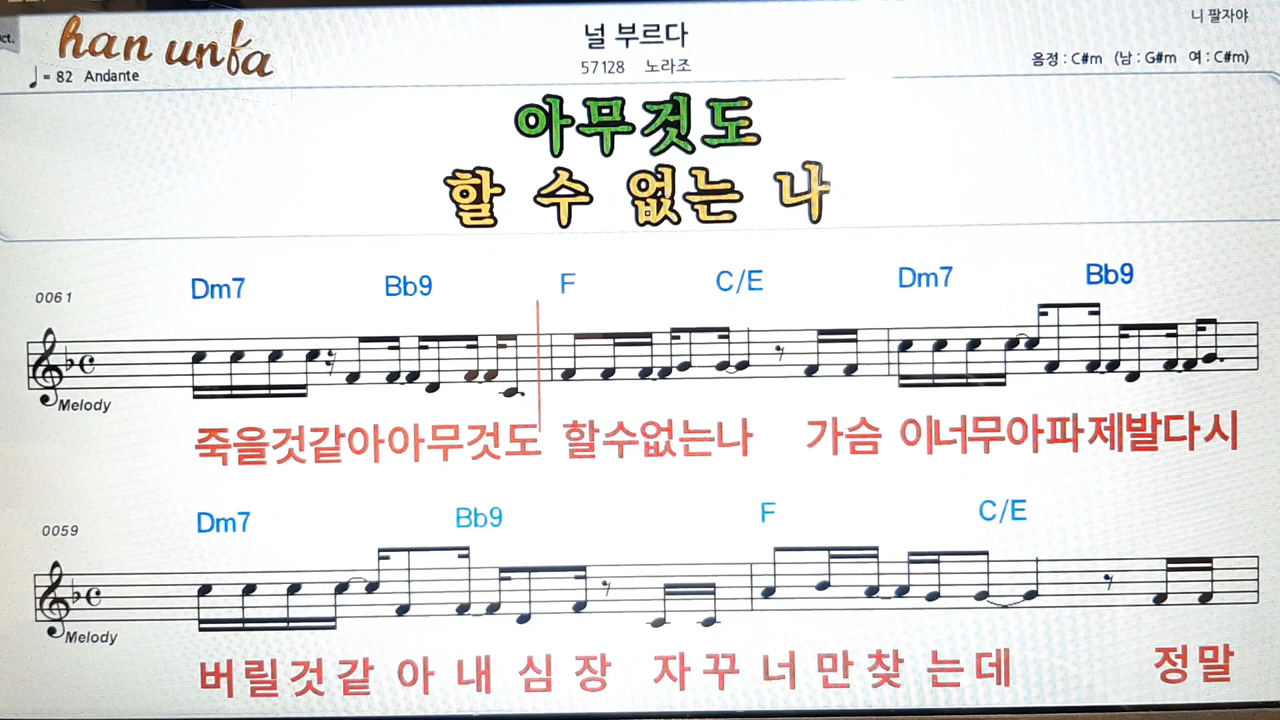 ct.
han unfa
널 부르다
니 팔자야
♩= 82 Andante
57128 노라조
음정 : C#m (남 : G#m 여 : C#m)
아무것도
할 수 없는 나
0061
Dm7 Bb9 F C/E Dm7 Bb9
Melody
죽을것같아아무것도 할수없는나 가슴 이너무아파제발다시
0059
Dm7 Bb9 F C/E
Melody
버릴것같 아 내 심 장 자꾸 너 만 찾 는 데 정 말